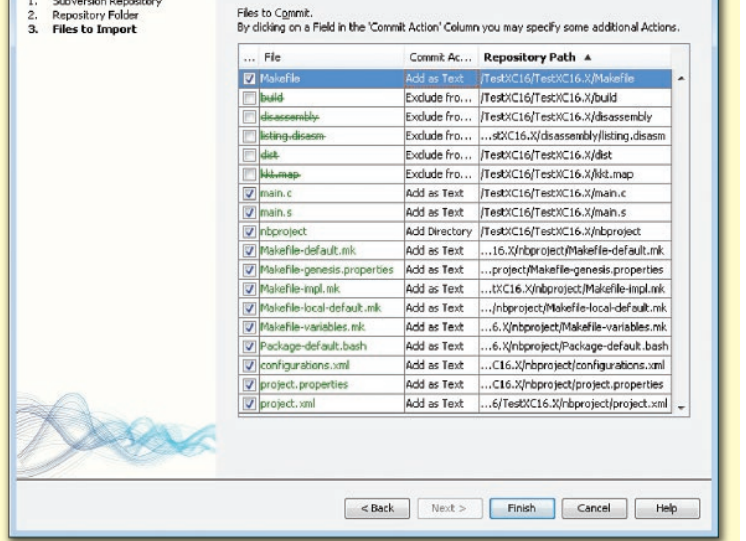 1. Subversion Repository
2. Repository Folder
3. Files to Import
Files to Commit.
By clicking on a Field in the 'Commit Action' Column you may specify some additional Actions.
... File Commit Ac... Repository Path ▲
Makefile Add as Text /TestXC16/TestXC16.X/Makefile
build Exclude fro... /TestXC16/TestXC16.X/build
disassembly Exclude fro... /TestXC16/TestXC16.X/disassembly
listing.disasm Exclude fro... ...stXC16.X/disassembly/listing.disasm
dist Exclude fro... /TestXC16/TestXC16.X/dist
kkt.map Exclude fro... /TestXC16/TestXC16.X/kkt.map
main.c Add as Text /TestXC16/TestXC16.X/main.c
main.s Add as Text /TestXC16/TestXC16.X/main.s
nbproject Add Directory /TestXC16/TestXC16.X/nbproject
Makefile-default.mk Add as Text ...16.X/nbproject/Makefile-default.mk
Makefile-genesis.properties Add as Text ...project/Makefile-genesis.properties
Makefile-impl.mk Add as Text ...tXC16.X/nbproject/Makefile-impl.mk
Makefile-local-default.mk Add as Text .../nbproject/Makefile-local-default.mk
Makefile-variables.mk Add as Text ...6.X/nbproject/Makefile-variables.mk
Package-default.bash Add as Text ...6.X/nbproject/Package-default.bash
configurations.xml Add as Text ...C16.X/nbproject/configurations.xml
project.properties Add as Text ...C16.X/nbproject/project.properties
project.xml Add as Text ...6/TestXC16.X/nbproject/project.xml
< Back Next > Finish Cancel Help